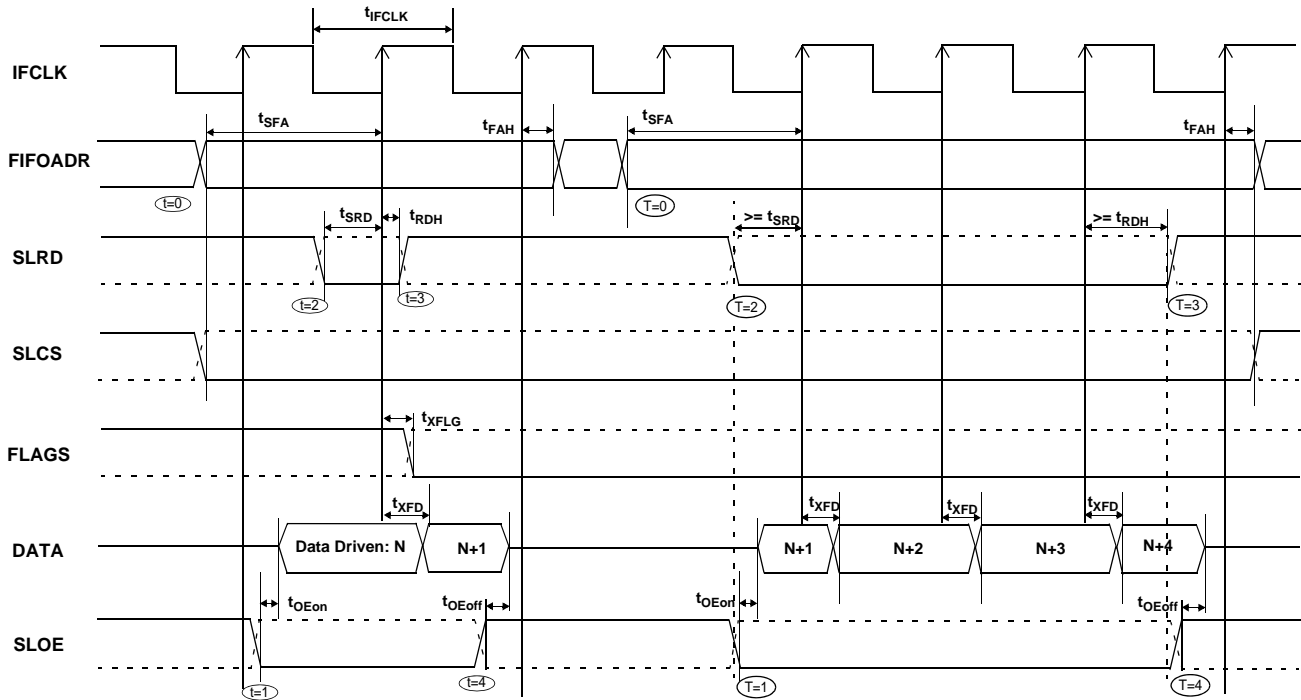 tIFCLK
IFCLK
tSFA
tFAH
tSFA
tFAH
FIFOADR
t=0
T=0
tSRD
tRDH
>= tSRD
>= tRDH
SLRD
t=2
t=3
T=2
T=3
SLCS
tXFLG
FLAGS
tXFD
tXFD
tXFD
tXFD
DATA
Data Driven: N
N+1
N+1
N+2
N+3
N+4
tOEon
tOEoff
tOEon
tOEoff
SLOE
t=1
t=4
T=1
T=4